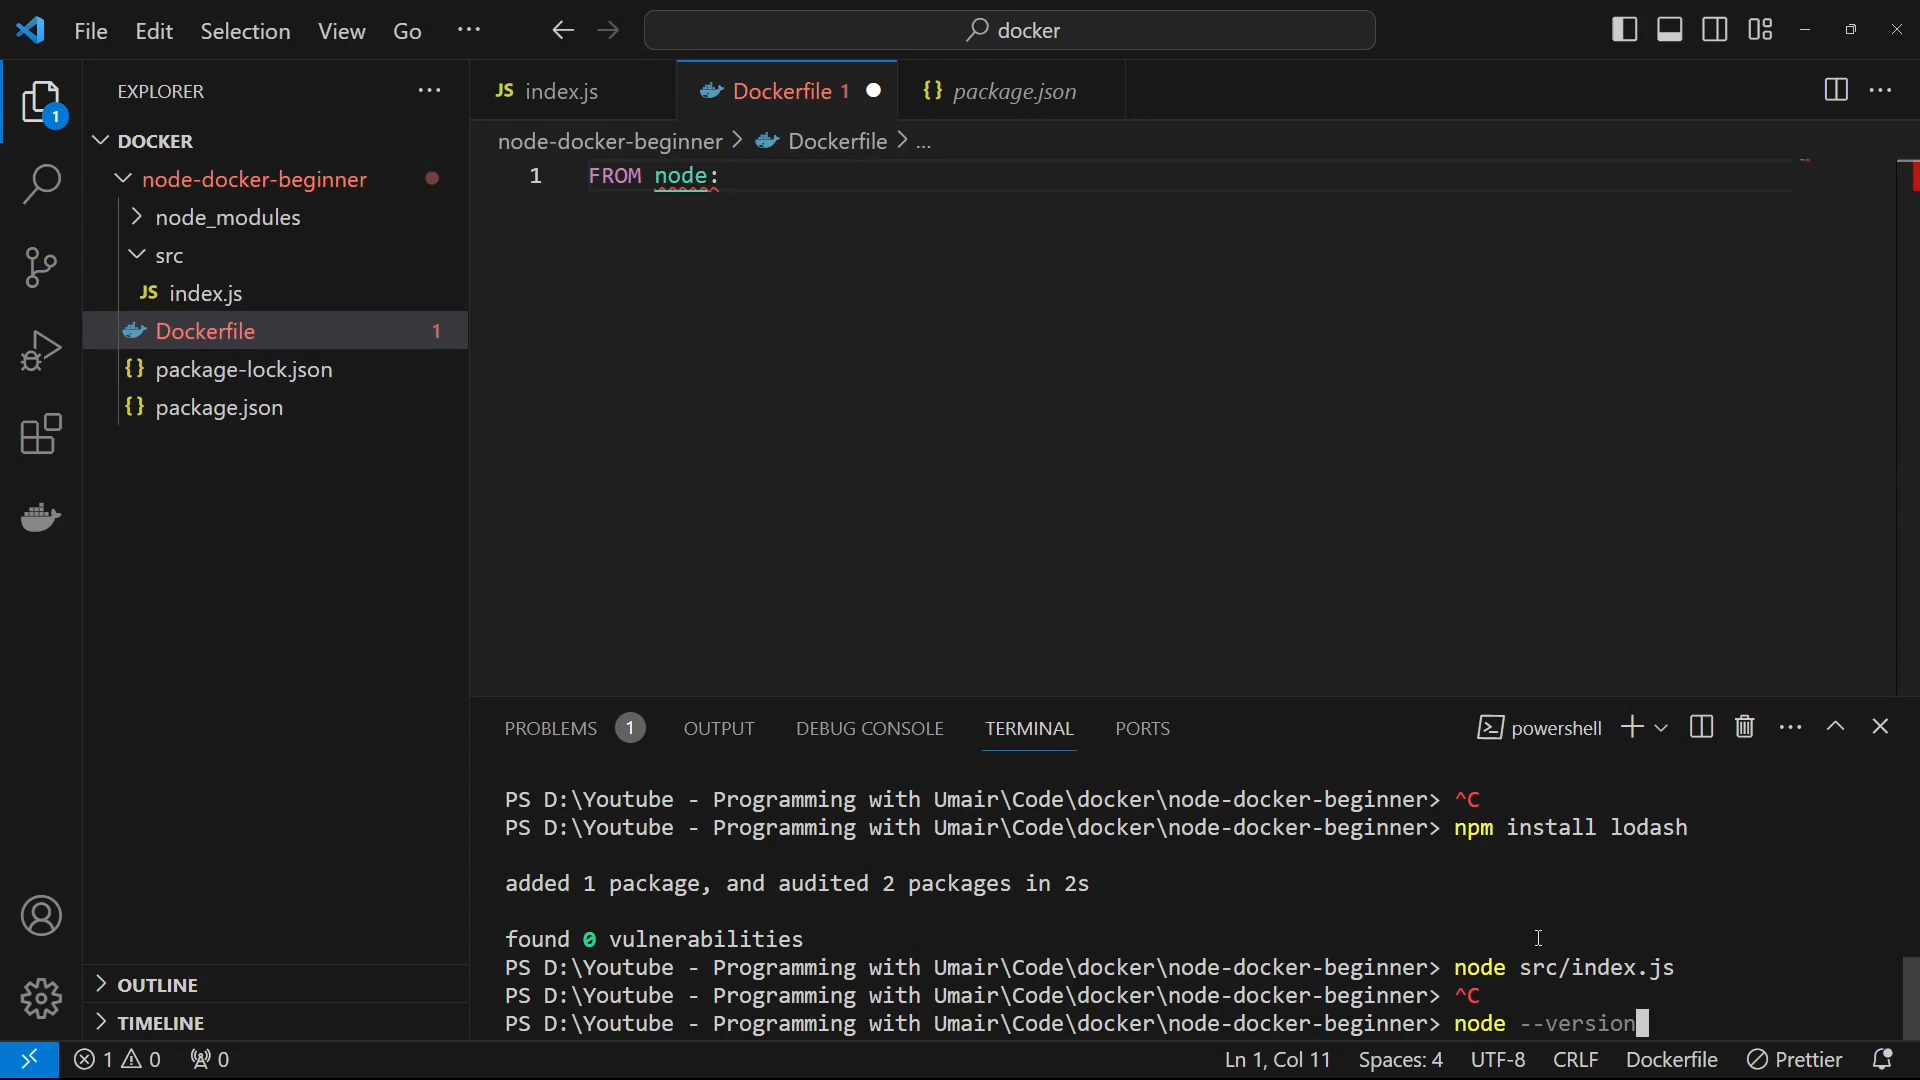 File Edit Selection View Go ··· docker
EXPLORER ···
JS index.js Dockerfile 1 {} package.json ···
DOCKER
node-docker-beginner > Dockerfile > ...
node-docker-beginner
1 FROM node:
node_modules
src
JS index.js
Dockerfile 1
{} package-lock.json
{} package.json
1
PROBLEMS 1 OUTPUT DEBUG CONSOLE TERMINAL PORTS powershell ···
PS D:\Youtube - Programming with Umair\Code\docker\node-docker-beginner> ^C
PS D:\Youtube - Programming with Umair\Code\docker\node-docker-beginner> npm install lodash
added 1 package, and audited 2 packages in 2s
found 0 vulnerabilities
PS D:\Youtube - Programming with Umair\Code\docker\node-docker-beginner> node src/index.js
PS D:\Youtube - Programming with Umair\Code\docker\node-docker-beginner> ^C
PS D:\Youtube - Programming with Umair\Code\docker\node-docker-beginner> node --version
OUTLINE
TIMELINE
1 0 0 Ln 1, Col 11 Spaces: 4 UTF-8 CRLF Dockerfile Prettier